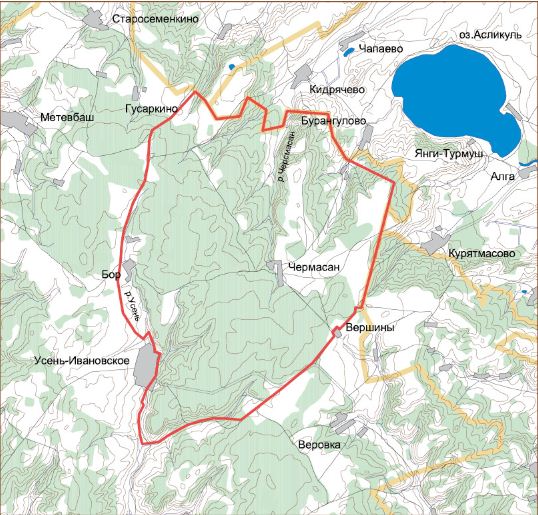 Старосеменкино
оз.Асликуль
Чапаево
Кидрячево
Гусаркино
Метевбаш
Бурангулово
р.Чермасан
Янги-Турмуш
Алга
Курятмасово
Чермасан
Бор
р.Усень
Вершины
Усень-Ивановское
Веровка